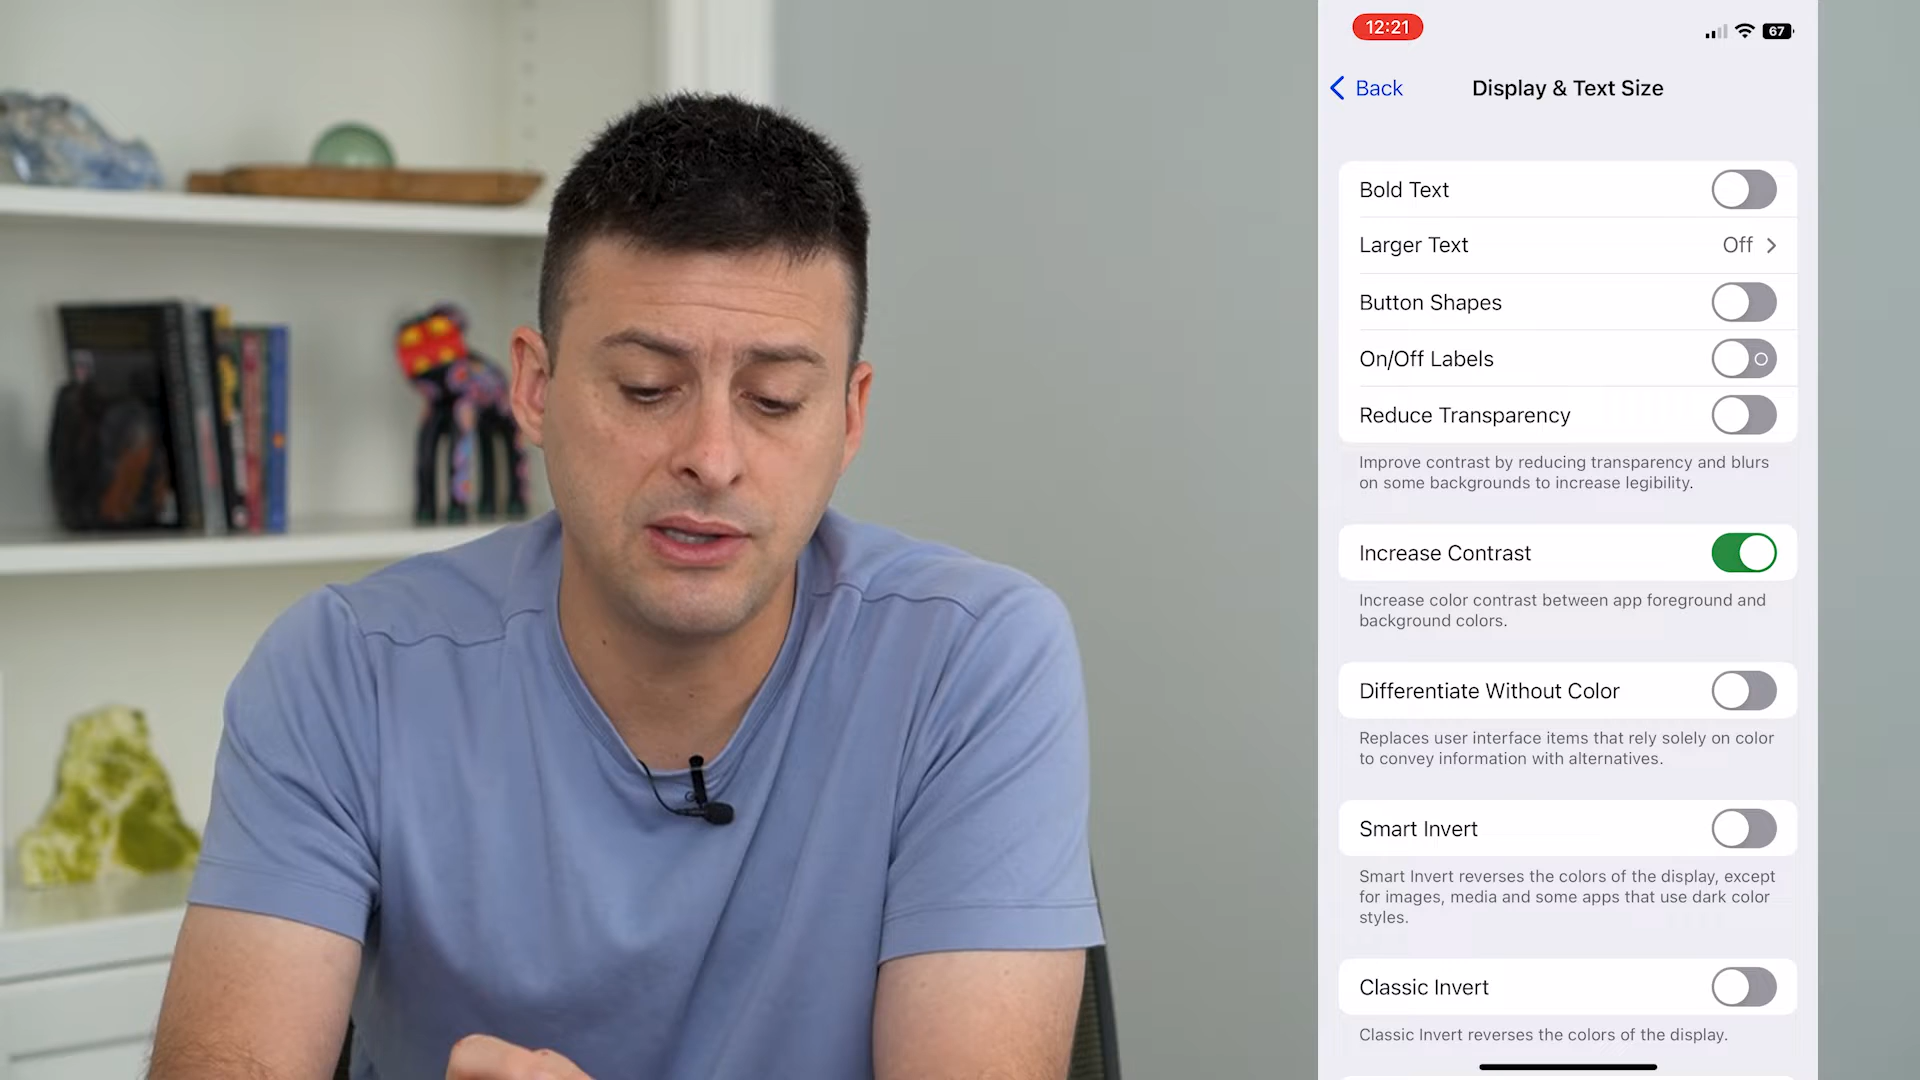 12:21
67
Back
Display & Text Size
Bold Text
Larger Text
Off
Button Shapes
On/Off Labels
Reduce Transparency
Improve contrast by reducing transparency and blurs
on some backgrounds to increase legibility.
Increase Contrast
Increase color contrast between app foreground and
background colors.
Differentiate Without Color
Replaces user interface items that rely solely on color
to convey information with alternatives.
Smart Invert
Smart Invert reverses the colors of the display, except
for images, media and some apps that use dark color
styles.
Classic Invert
Classic Invert reverses the colors of the display.